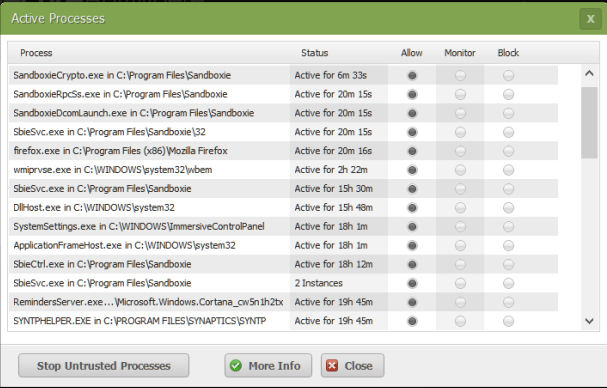 Active Processes
x
Process Status Allow Monitor Block
SandboxieCrypto.exe in C:\Program Files\Sandboxie Active for 6m 33s
SandboxieRpcSs.exe in C:\Program Files\Sandboxie Active for 20m 15s
SandboxieDcomLaunch.exe in C:\Program Files\Sandboxie Active for 20m 15s
SbieSvc.exe in C:\Program Files\Sandboxie\32 Active for 20m 15s
firefox.exe in C:\Program Files (x86)\Mozilla Firefox Active for 20m 16s
wmiprvse.exe in C:\WINDOWS\system32\wbem Active for 2h 22m
SbieSvc.exe in C:\Program Files\Sandboxie Active for 15h 30m
DllHost.exe in C:\WINDOWS\system32 Active for 15h 48m
SystemSettings.exe in C:\WINDOWS\ImmersiveControlPanel Active for 18h 1m
ApplicationFrameHost.exe in C:\WINDOWS\system32 Active for 18h 1m
SbieCtrl.exe in C:\Program Files\Sandboxie Active for 18h 12m
SbieSvc.exe in C:\Program Files\Sandboxie 2 Instances
RemindersServer.EXE...\Microsoft.Windows.Cortana_cw5n1h2tx Active for 19h 45m
SYNTPHELPER.EXE in C:\PROGRAM FILES\SYNAPTICS\SYNTP Active for 19h 45m
Stop Untrusted Processes More Info Close